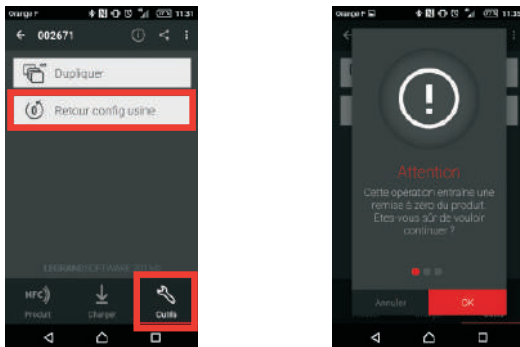 Orange F 11:31
002671
Dupliquer
Retour config usine
NFC
Produit
Charger
Outils
Orange F 11:35
Attention
Cette opération entraîne une
remise à zéro du produit.
Etes-vous sûr de vouloir
continuer ?
Annuler
OK